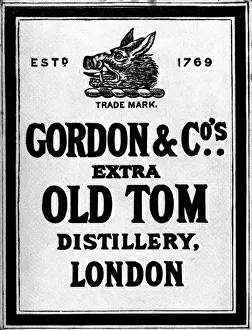 ESTD 1769
TRADE MARK.
GORDON & Co's.
EXTRA
OLD TOM
DISTILLERY,
LONDON